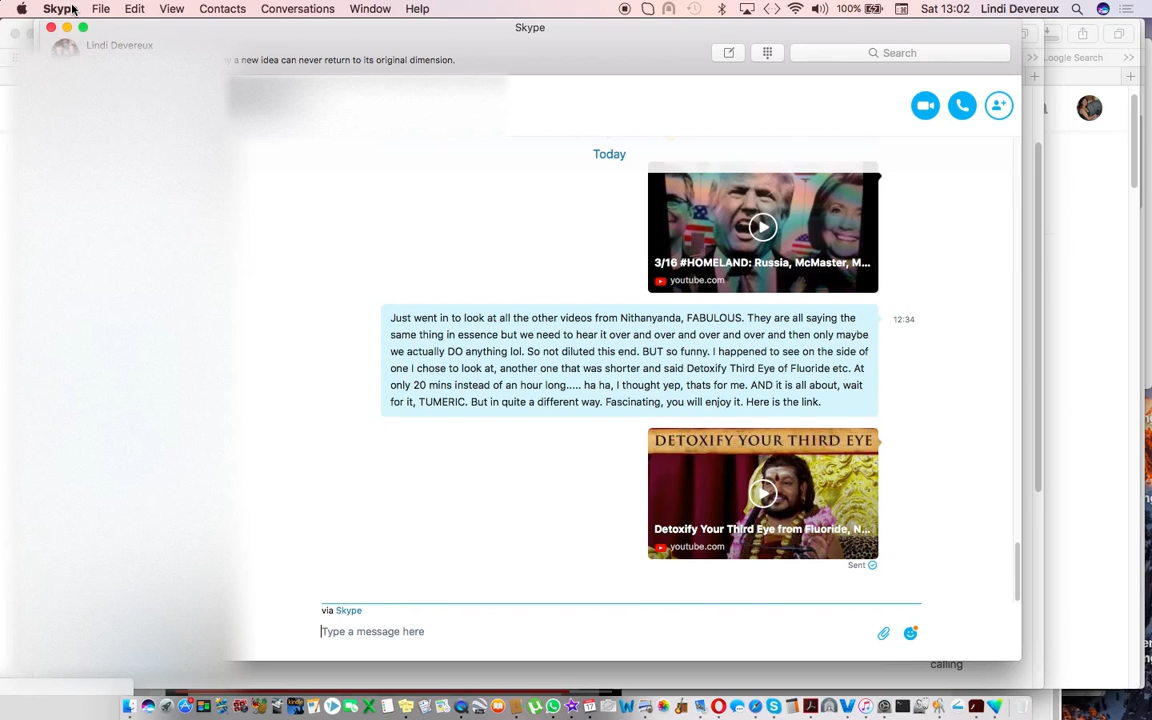 Skype File Edit View Contacts Conversations Window Help 100% Sat 13:02 Lindi Devereux
Skype
Lindi Devereux
a new idea can never return to its original dimension.
Search
Google Search
Today
3/16 #HOMELAND: Russia, McMaster, M...
youtube.com
Just went in to look at all the other videos from Nithanyanda, FABULOUS. They are all saying the
same thing in essence but we need to hear it over and over and over and over and then only maybe
we actually DO anything lol. So not diluted this end. BUT so funny. I happened to see on the side of
one I chose to look at, another one that was shorter and said Detoxify Third Eye of Fluoride etc. At
only 20 mins instead of an hour long..... ha ha, I thought yep, thats for me. AND it is all about, wait
for it, TUMERIC. But in quite a different way. Fascinating, you will enjoy it. Here is the link.
12:34
DETOXIFY YOUR THIRD EYE
Detoxify Your Third Eye from Fluoride, N...
youtube.com
Sent
via Skype
Type a message here
calling